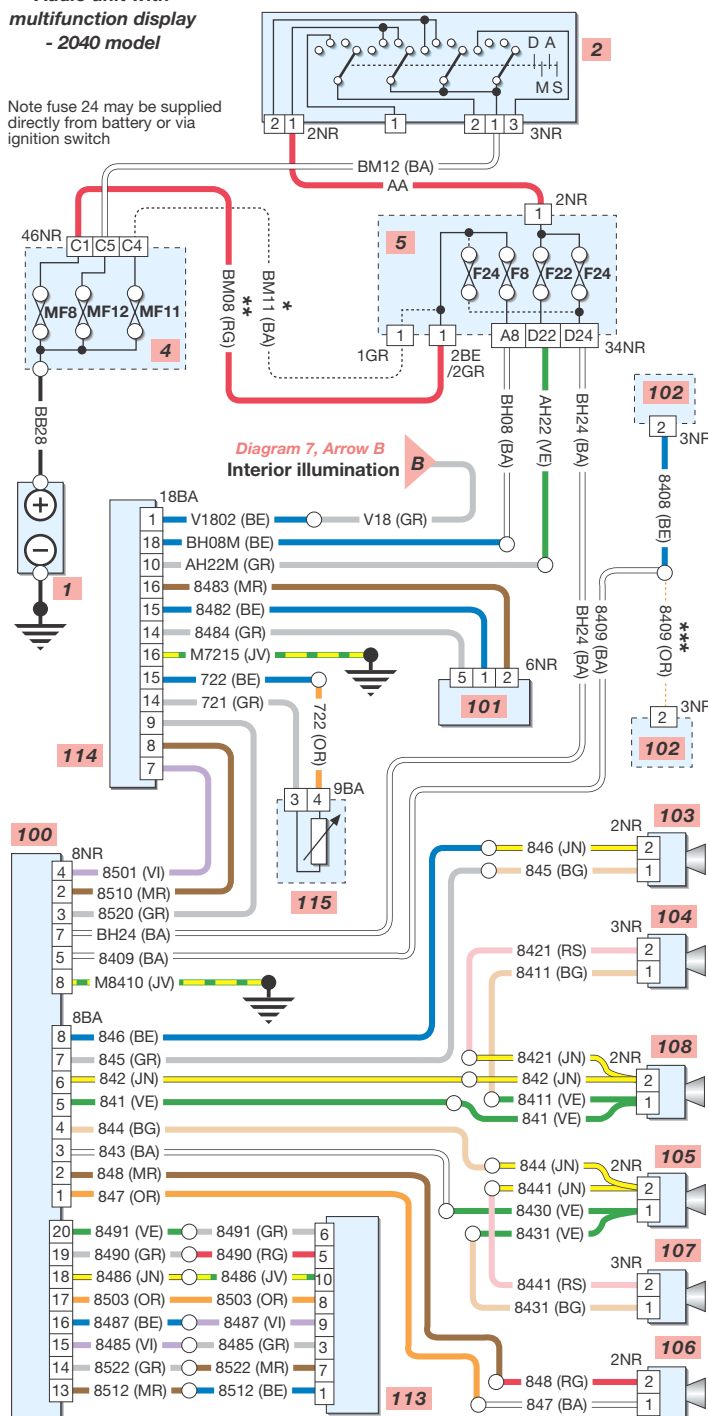 Audio unit with
multifunction display
- 2040 model
Note fuse 24 may be supplied
directly from battery or via
ignition switch
D A
M S
2
2 1 2NR
1
2 1 3 3NR
BM12 (BA)
AA
2NR
1
46NR
C1 C5 C4
MF8 MF12 MF11
4
BM08 (RG)
**
BM11 (BA)
*
5
F24 F8 F22 F24
1
1GR
1
2BE
/2GR
A8 D22 D24
34NR
BB28
+
−
1
BH08 (BA)
AH22 (VE)
BH24 (BA)
102
2
3NR
8408 (BE)
Diagram 7, Arrow B
Interior illumination
B
18BA
1 V1802 (BE) V18 (GR)
18 BH08M (BE)
10 AH22M (GR)
16 8483 (MR)
15 8482 (BE)
14 8484 (GR)
16 M7215 (JV)
15 722 (BE)
14 721 (GR)
9
8
7
114
5 1 2
6NR
101
BH24 (BA)
8409 (BA)
8409 (OR)
***
2
3NR
102
722 (OR)
3 4
9BA
115
100
8NR
4 8501 (VI)
2 8510 (MR)
3 8520 (GR)
7 BH24 (BA)
5 8409 (BA)
8 M8410 (JV)
8BA
8 846 (BE)
7 845 (GR)
6 842 (JN)
5 841 (VE)
4 844 (BG)
3 843 (BA)
2 848 (MR)
1 847 (OR)
103
2NR
846 (JN) 2
845 (BG) 1
104
3NR
8421 (RS) 2
8411 (BG) 1
108
2NR
8421 (JN)
842 (JN) 2
8411 (VE) 1
841 (VE)
105
2NR
844 (JN)
8441 (JN) 2
8430 (VE) 1
8431 (VE)
107
3NR
8441 (RS) 2
8431 (BG) 1
106
2NR
848 (RG) 2
847 (BA) 1
20 8491 (VE) 8491 (GR) 6
19 8490 (GR) 8490 (RG) 5
18 8486 (JN) 8486 (JV) 10
17 8503 (OR) 8503 (OR) 8
16 8487 (BE) 8487 (VI) 9
15 8485 (VI) 8485 (GR) 3
14 8522 (GR) 8522 (MR) 7
13 8512 (MR) 8512 (BE) 1
113